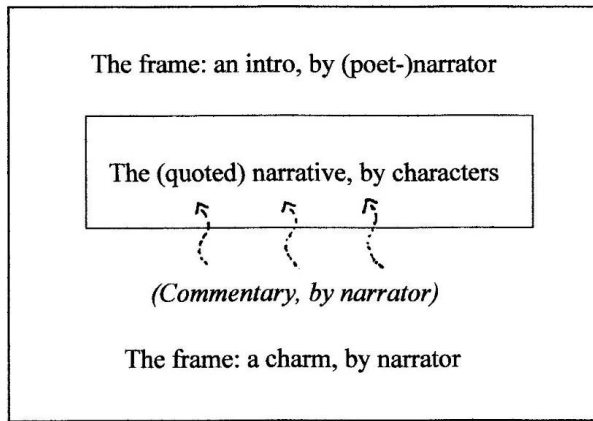 The frame: an intro, by (poet-)narrator
The (quoted) narrative, by characters
(Commentary, by narrator)
The frame: a charm, by narrator